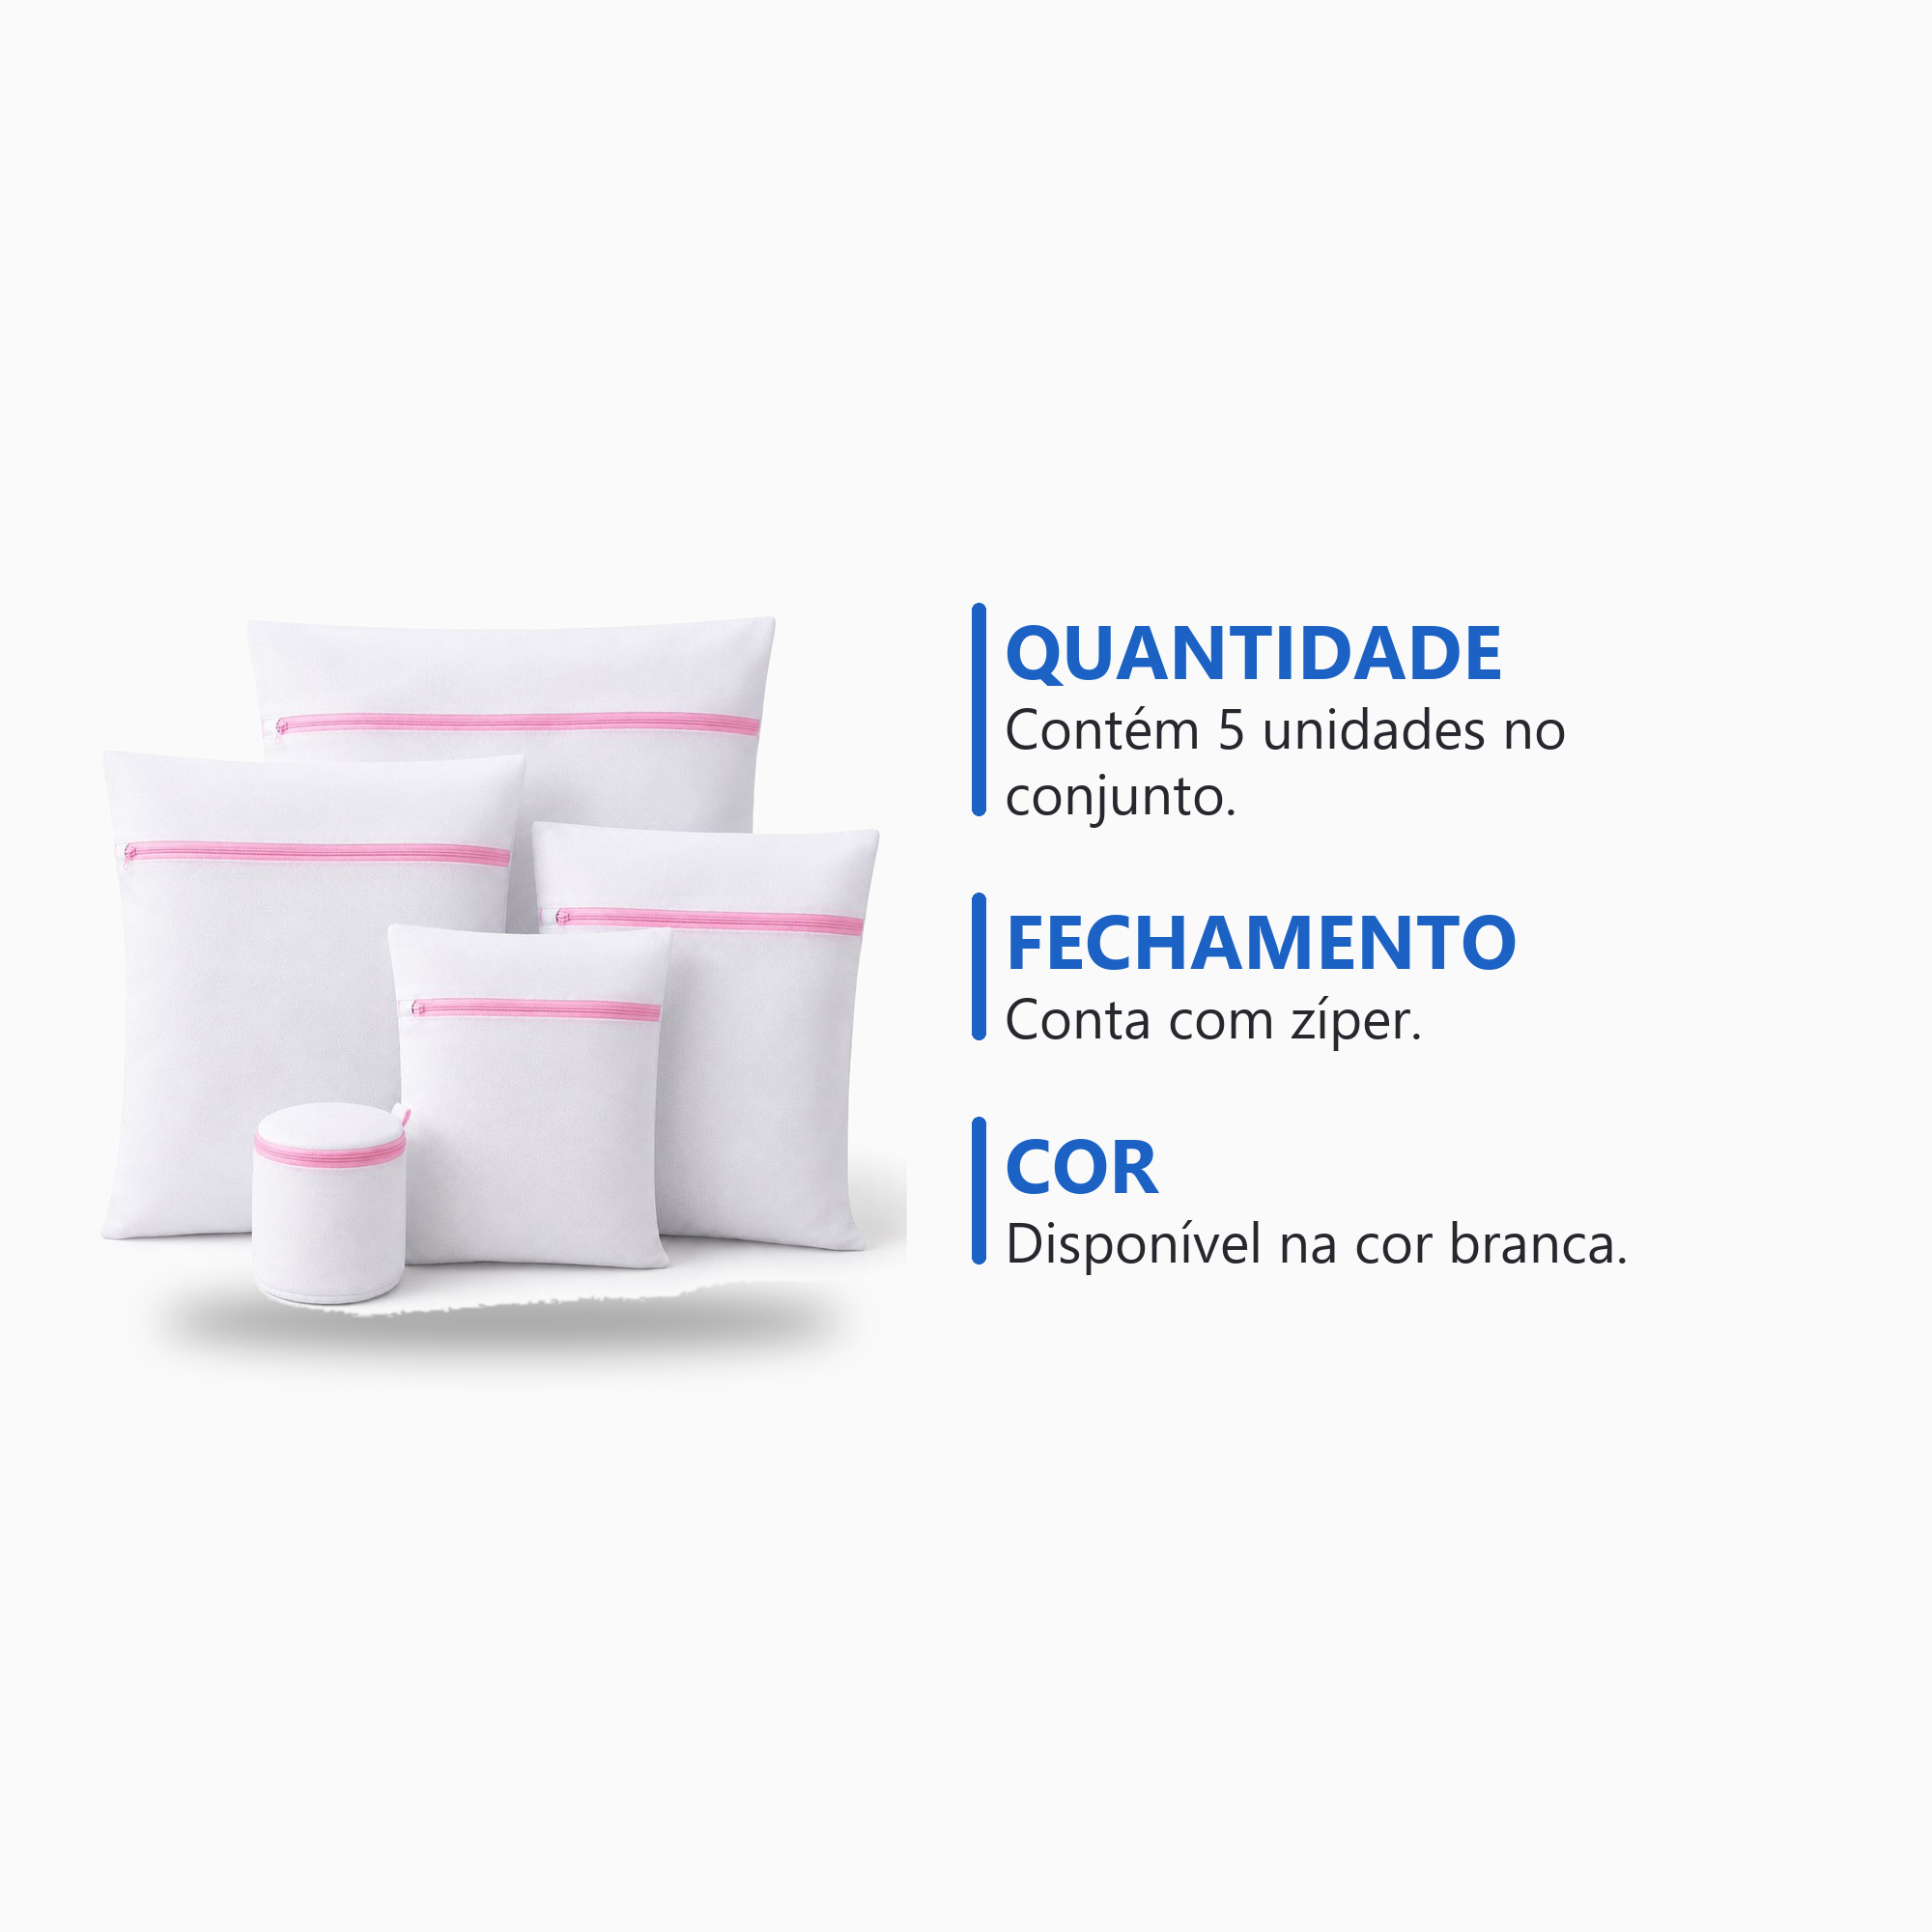 QUANTIDADE
Contém 5 unidades no
conjunto.
FECHAMENTO
Conta com zíper.
COR
Disponível na cor branca.